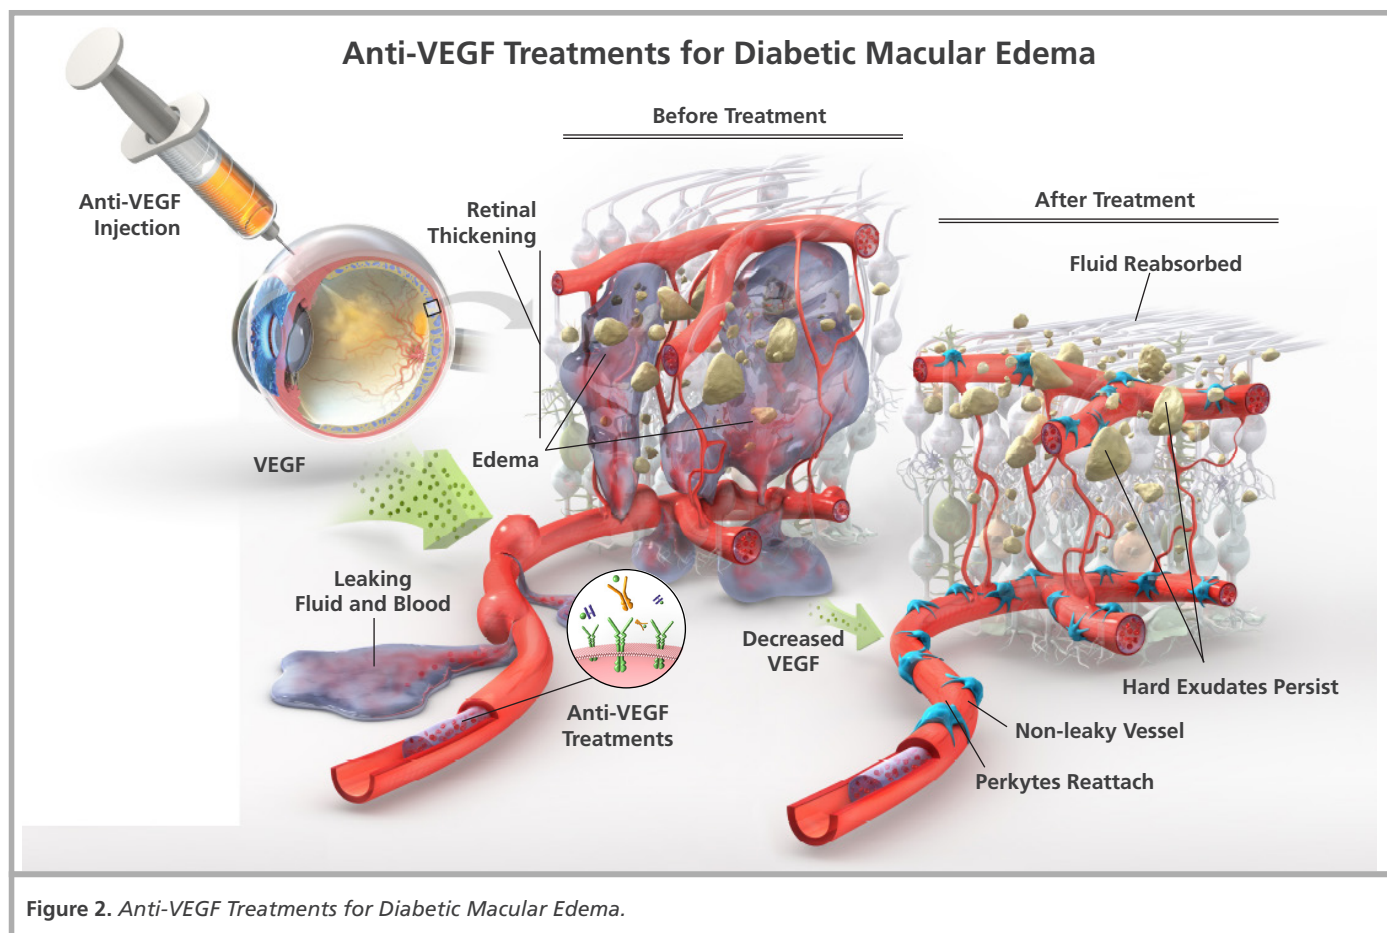 Anti-VEGF Treatments for Diabetic Macular Edema
Before Treatment
After Treatment
Anti-VEGF
Injection
Retinal
Thickening
Fluid Reabsorbed
VEGF
Edema
Leaking
Fluid and Blood
Decreased
VEGF
Anti-VEGF
Treatments
Hard Exudates Persist
Non-leaky Vessel
Perkytes Reattach
Figure 2. Anti-VEGF Treatments for Diabetic Macular Edema.